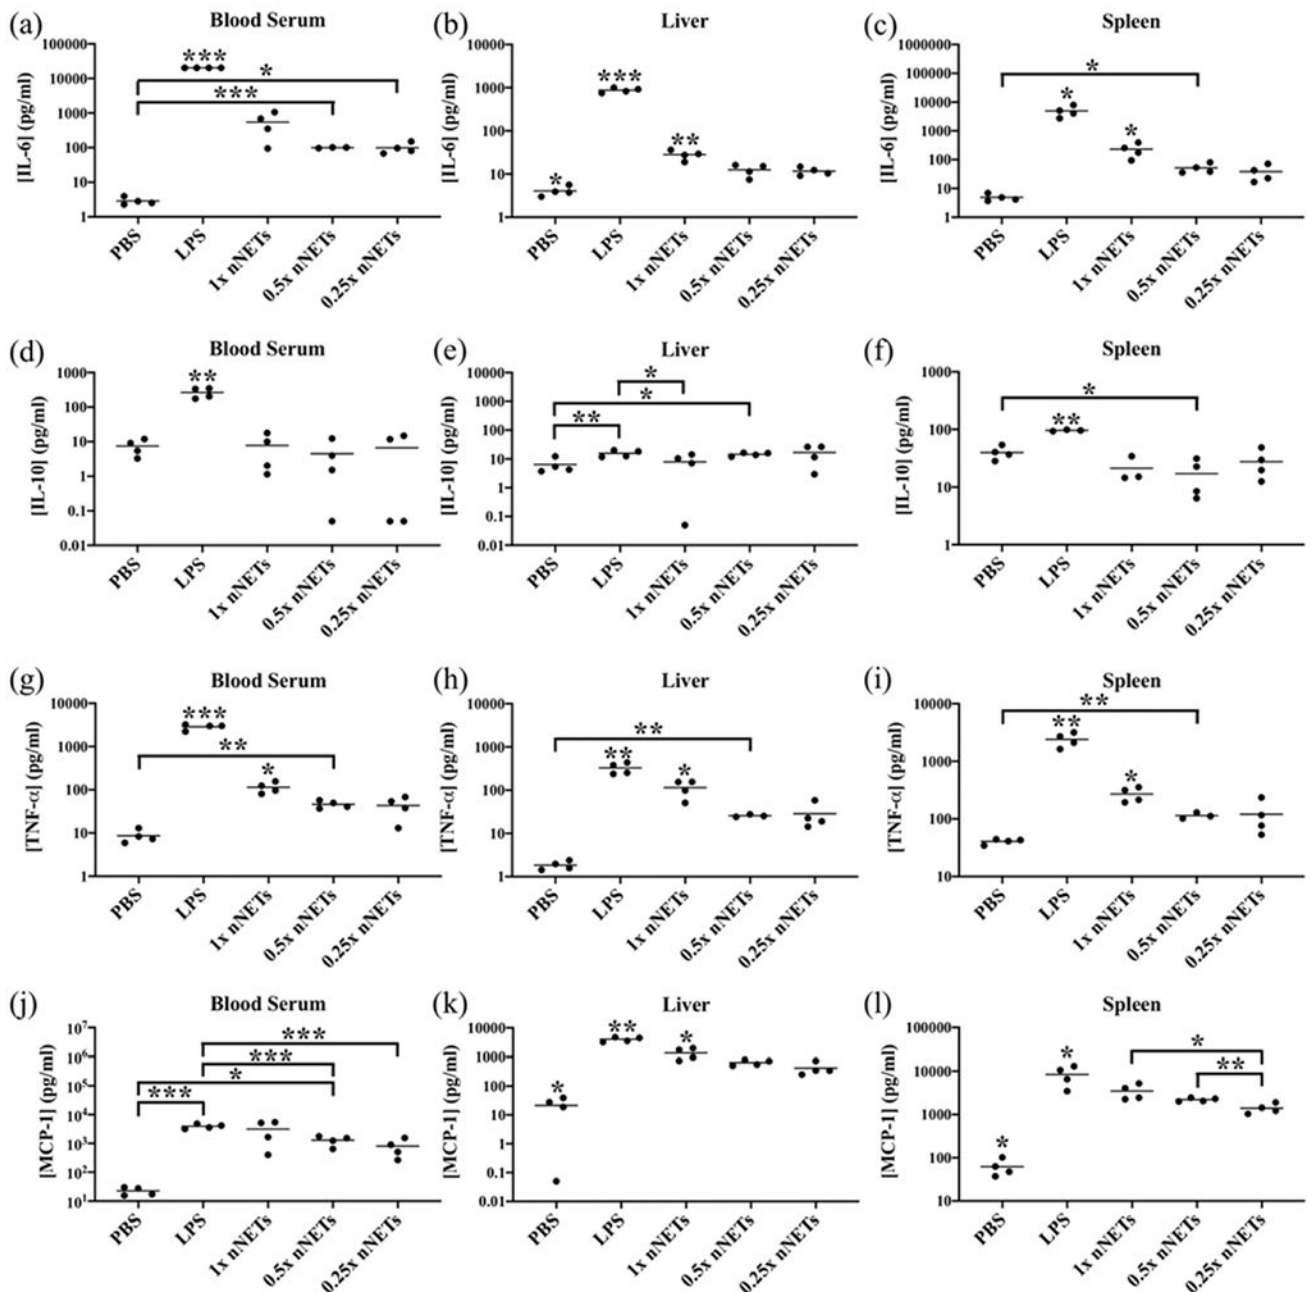 (a) Blood Serum
[IL-6] (pg/ml)
100000
10000
1000
100
10
1
***
*
***
PBS
LPS
1x nNETs
0.5x nNETs
0.25x nNETs
(b) Liver
[IL-6] (pg/ml)
10000
1000
100
10
1
*
***
**
PBS
LPS
1x nNETs
0.5x nNETs
0.25x nNETs
(c) Spleen
[IL-6] (pg/ml)
1000000
100000
10000
1000
100
10
1
*
*
*
PBS
LPS
1x nNETs
0.5x nNETs
0.25x nNETs
(d) Blood Serum
[IL-10] (pg/ml)
1000
100
10
1
0.1
0.01
**
PBS
LPS
1x nNETs
0.5x nNETs
0.25x nNETs
(e) Liver
[IL-10] (pg/ml)
10000
1000
100
10
1
0.1
0.01
*
*
**
PBS
LPS
1x nNETs
0.5x nNETs
0.25x nNETs
(f) Spleen
[IL-10] (pg/ml)
1000
100
10
1
*
**
PBS
LPS
1x nNETs
0.5x nNETs
0.25x nNETs
(g) Blood Serum
[TNF-α] (pg/ml)
10000
1000
100
10
1
***
**
*
PBS
LPS
1x nNETs
0.5x nNETs
0.25x nNETs
(h) Liver
[TNF-α] (pg/ml)
10000
1000
100
10
1
**
**
*
PBS
LPS
1x nNETs
0.5x nNETs
0.25x nNETs
(i) Spleen
[TNF-α] (pg/ml)
10000
1000
100
10
**
**
*
PBS
LPS
1x nNETs
0.5x nNETs
0.25x nNETs
(j) Blood Serum
[MCP-1] (pg/ml)
10⁷
10⁶
10⁵
10⁴
10³
10²
10¹
***
***
*
***
PBS
LPS
1x nNETs
0.5x nNETs
0.25x nNETs
(k) Liver
[MCP-1] (pg/ml)
10000
1000
100
10
1
0.1
0.01
*
**
*
PBS
LPS
1x nNETs
0.5x nNETs
0.25x nNETs
(l) Spleen
[MCP-1] (pg/ml)
100000
10000
1000
100
10
*
*
*
**
PBS
LPS
1x nNETs
0.5x nNETs
0.25x nNETs